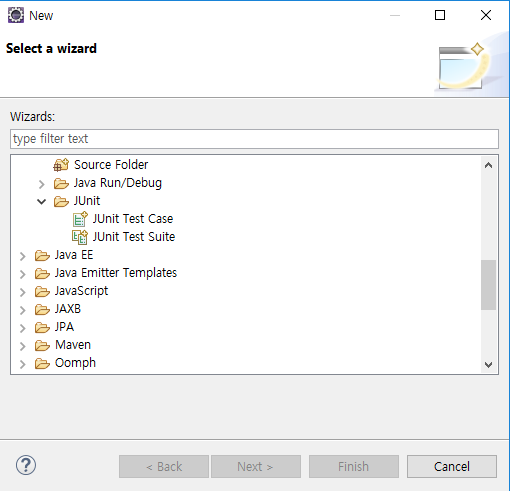 New
Select a wizard
Wizards:
type filter text
Source Folder
Java Run/Debug
JUnit
JUnit Test Case
JUnit Test Suite
Java EE
Java Emitter Templates
JavaScript
JAXB
JPA
Maven
Oomph
?
< Back
Next >
Finish
Cancel